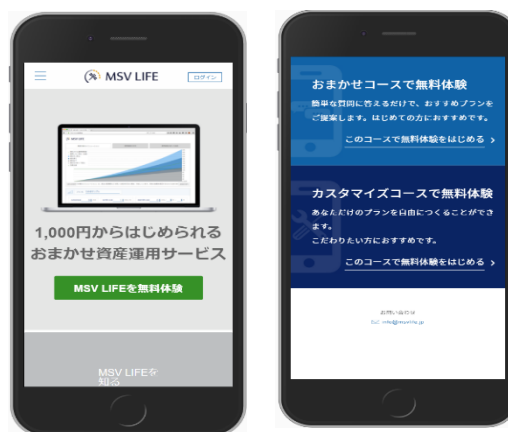 MSV LIFE
ログイン
1,000円からはじめられる
おまかせ資産運用サービス
MSV LIFEを無料体験
MSV LIFEを
知る
おまかせコースで無料体験
簡単な質問に答えるだけで、おすすめプランを
ご提案します。はじめての方におすすめです。
このコースで無料体験をはじめる >
カスタマイズコースで無料体験
あなただけのプランを自由につくることができ
ます。
こだわりたい方におすすめです。
このコースで無料体験をはじめる >
お問い合わせ